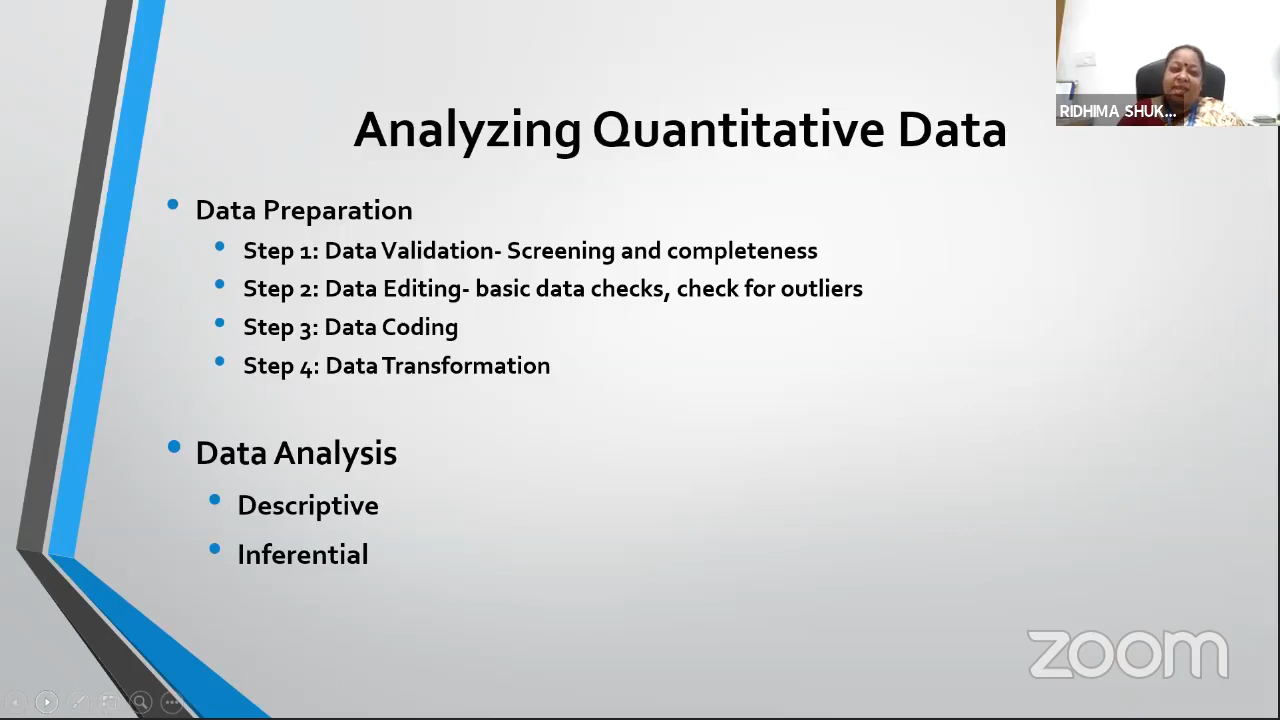 Analyzing Quantitative Data
RIDHIMA SHUK...
Data Preparation
Step 1: Data Validation- Screening and completeness
Step 2: Data Editing- basic data checks, check for outliers
Step 3: Data Coding
Step 4: Data Transformation
Data Analysis
Descriptive
Inferential
zoom